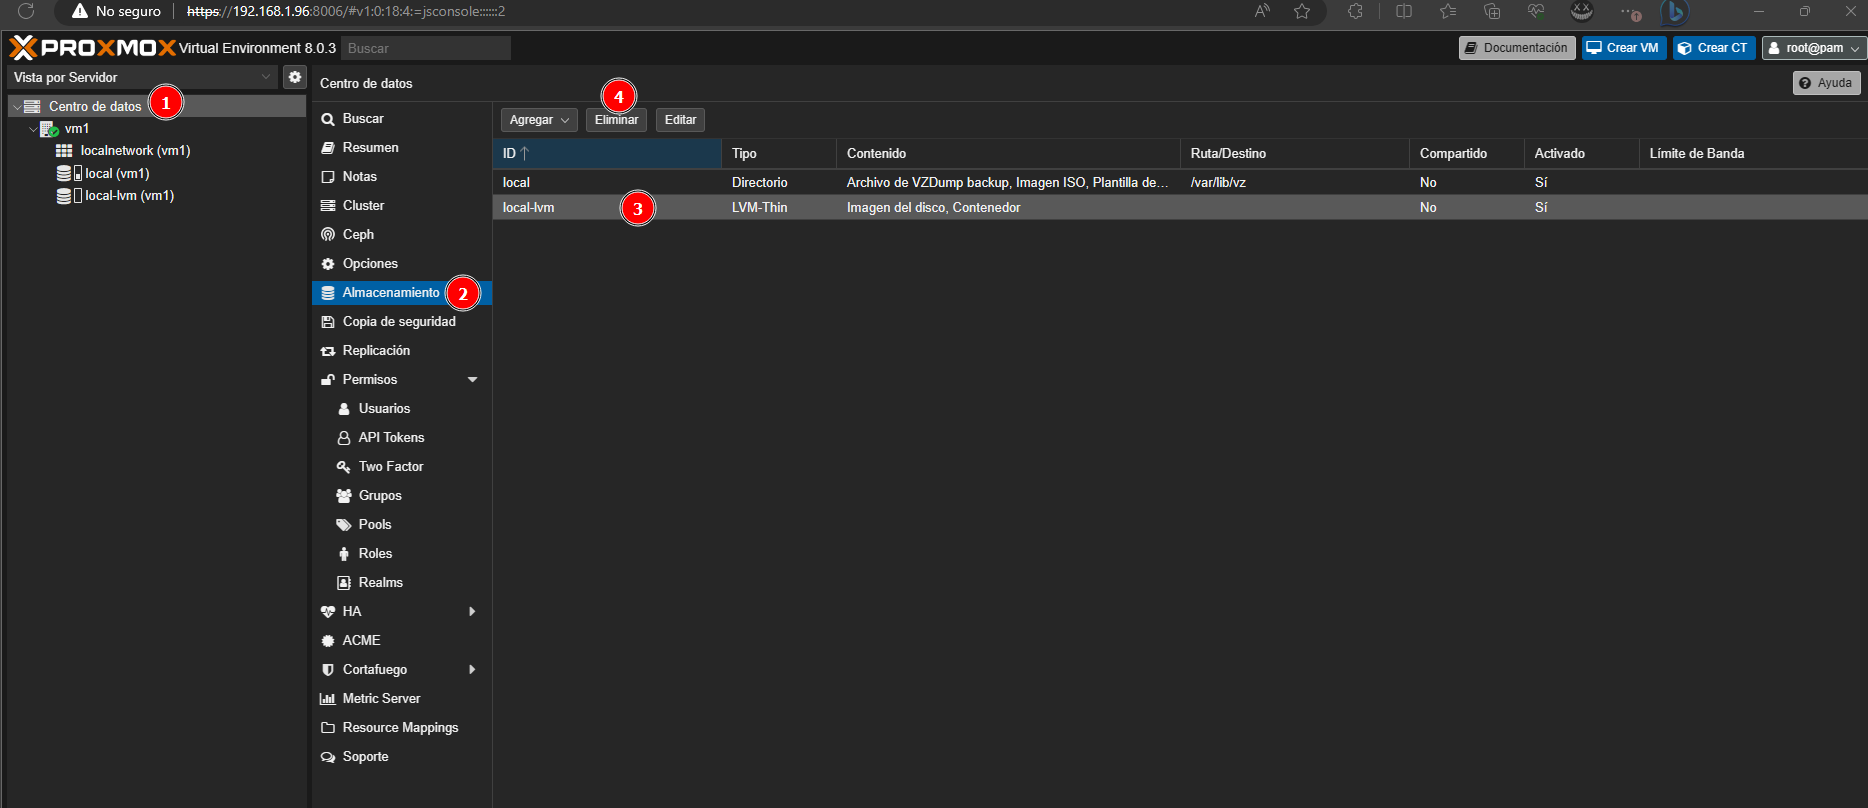 No seguro https://192.168.1.96:8006/#v1:0:18:4:=jsconsole::::::2
PROXMOX Virtual Environment 8.0.3 Buscar Documentación Crear VM Crear CT root@pam
Vista por Servidor
Centro de datos Ayuda
Centro de datos 1
vm1
localnetwork (vm1)
local (vm1)
local-lvm (vm1)
Buscar
Resumen
Notas
Cluster
Ceph
Opciones
Almacenamiento 2
Copia de seguridad
Replicación
Permisos
Usuarios
API Tokens
Two Factor
Grupos
Pools
Roles
Realms
HA
ACME
Cortafuego
Metric Server
Resource Mappings
Soporte
4
Agregar Eliminar Editar
ID Tipo Contenido Ruta/Destino Compartido Activado Límite de Banda
local Directorio Archivo de VZDump backup, Imagen ISO, Plantilla de... /var/lib/vz No Sí
local-lvm 3 LVM-Thin Imagen del disco, Contenedor No Sí